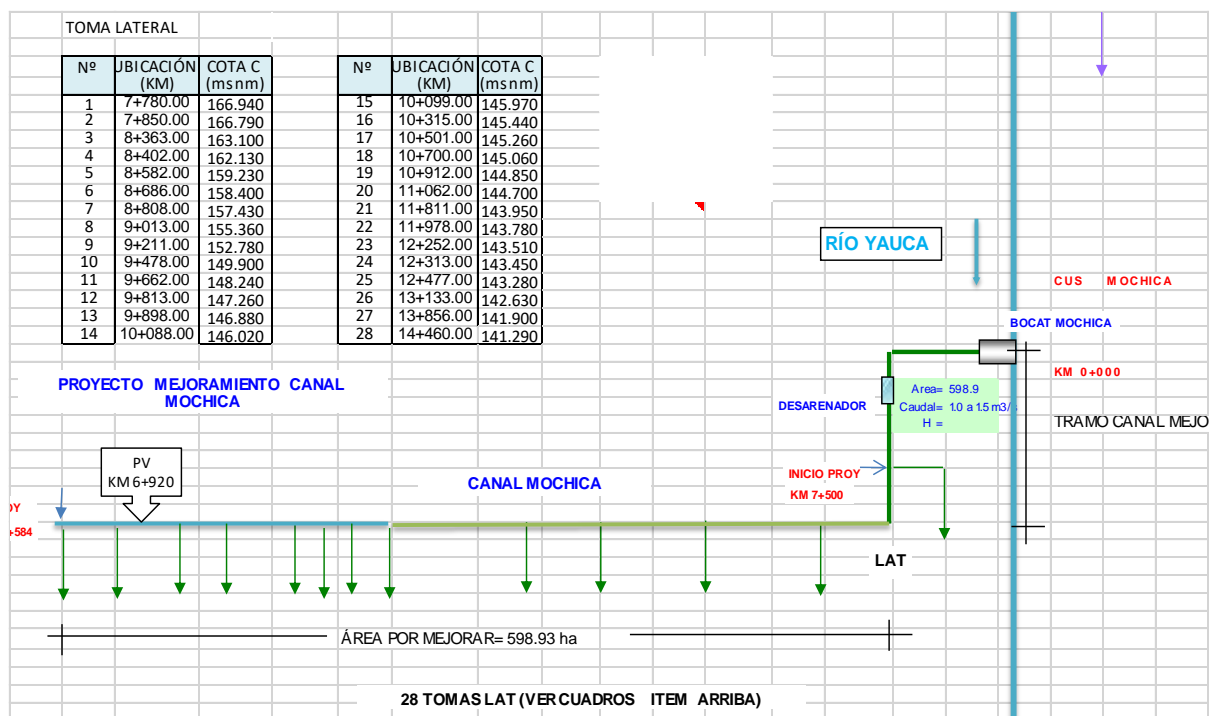 TOMA LATERAL
Nº UBICACIÓN COTA C
(KM) (msnm)
1 7+780.00 166.940
2 7+850.00 166.790
3 8+363.00 163.100
4 8+402.00 162.130
5 8+582.00 159.230
6 8+686.00 158.400
7 8+808.00 157.430
8 9+013.00 155.360
9 9+211.00 152.780
10 9+478.00 149.900
11 9+662.00 148.240
12 9+813.00 147.260
13 9+898.00 146.880
14 10+088.00 146.020
Nº UBICACIÓN COTA C
(KM) (msnm)
15 10+099.00 145.970
16 10+315.00 145.440
17 10+501.00 145.260
18 10+700.00 145.060
19 10+912.00 144.850
20 11+062.00 144.700
21 11+811.00 143.950
22 11+978.00 143.780
23 12+252.00 143.510
24 12+313.00 143.450
25 12+477.00 143.280
26 13+133.00 142.630
27 13+856.00 141.900
28 14+460.00 141.290
RÍO YAUCA
CUS MOCHICA
BOCAT MOCHICA
KM 0+000
PROYECTO MEJORAMIENTO CANAL
MOCHICA
DESARENADOR
Area= 598.9
Caudal= 1.0 a 1.5 m3/
H =
TRAMO CANAL MEJO
PV
KM 6+920
CANAL MOCHICA
INICIO PROY
KM 7+500
OY
+584
LAT
ÁREA POR MEJORAR= 598.93 ha
28 TOMAS LAT (VER CUADROS ITEM ARRIBA)